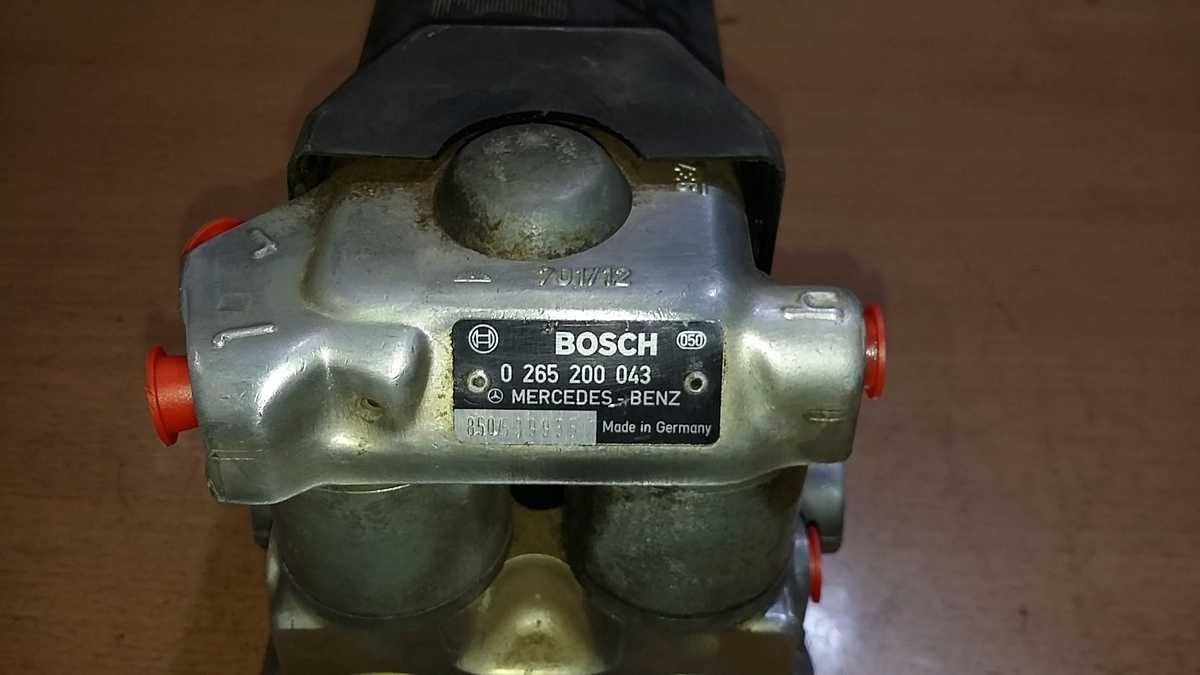 701/12
BOSCH
050
0 265 200 043
MERCEDES-BENZ
Made in Germany